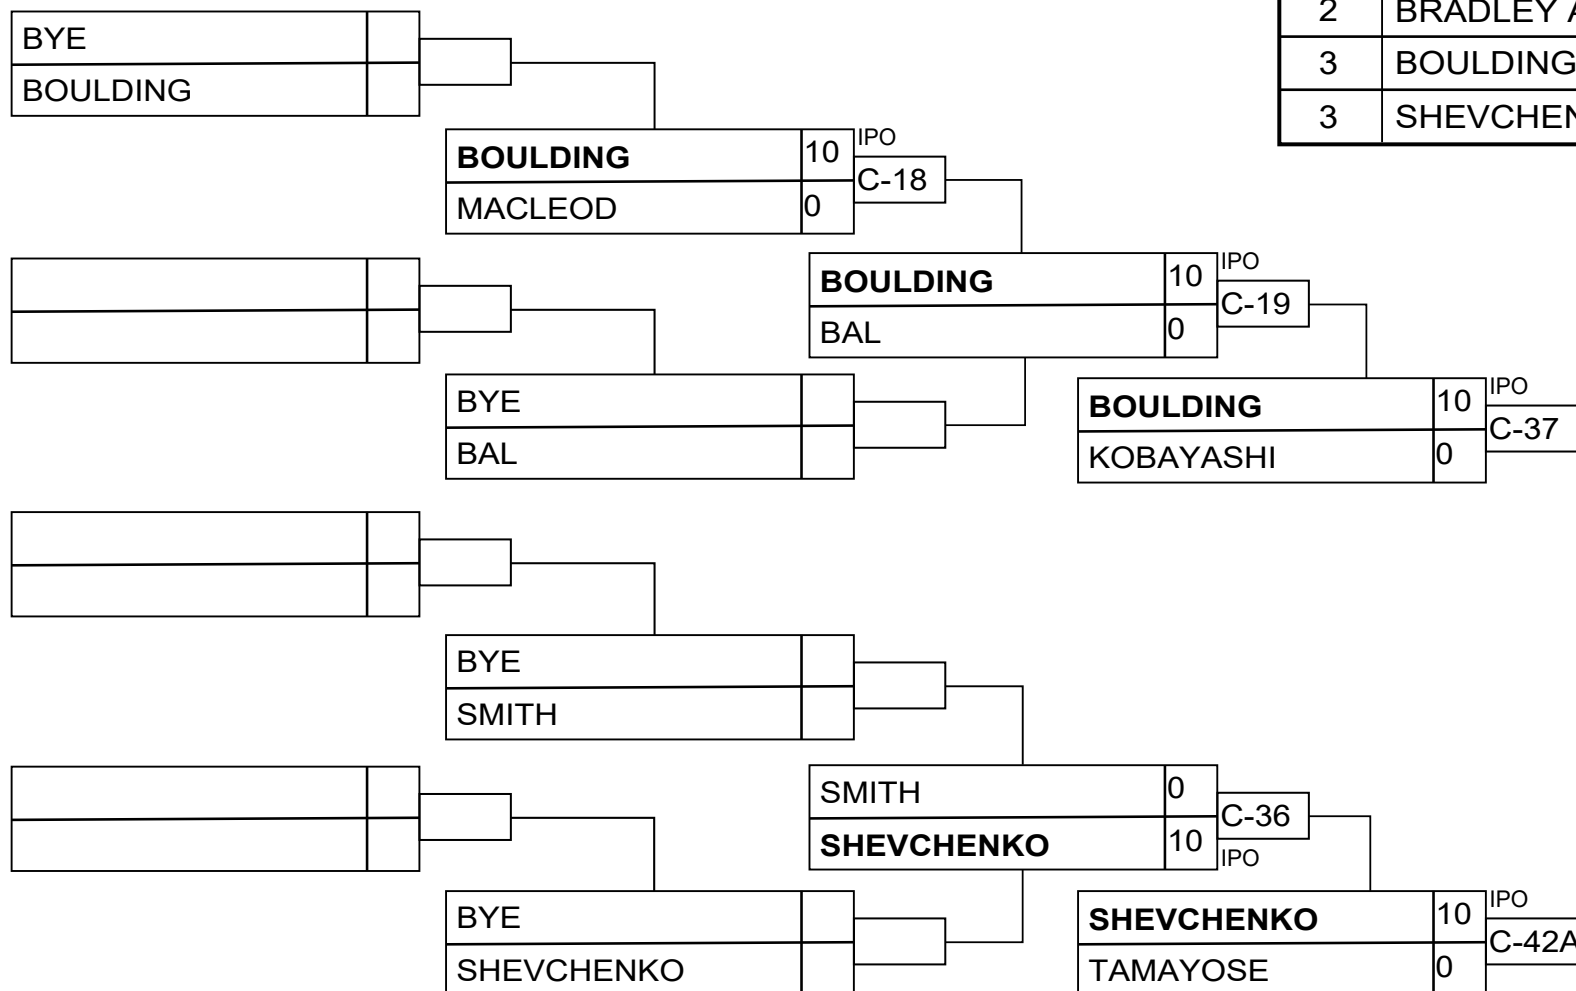 2 BRADLEY A
3 BOULDING
3 SHEVCHEN
BYE
BOULDING
BOULDING 10 IPO
C-18
MACLEOD 0
BOULDING 10 IPO
C-19
BAL 0
BYE
BAL
BOULDING 10 IPO
C-37
KOBAYASHI 0
BYE
SMITH
SMITH 0
C-36
SHEVCHENKO 10 IPO
BYE
SHEVCHENKO
SHEVCHENKO 10 IPO
C-42A
TAMAYOSE 0